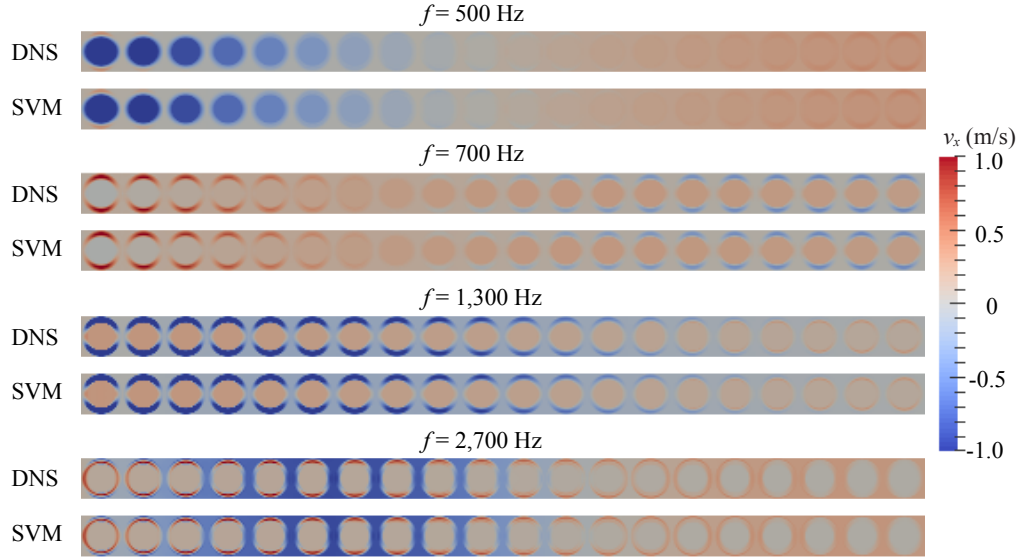 f = 500 Hz
DNS
SVM
f = 700 Hz
DNS
SVM
f = 1,300 Hz
DNS
SVM
f = 2,700 Hz
DNS
SVM
vₓ (m/s)
1.0
0.5
0
-0.5
-1.0